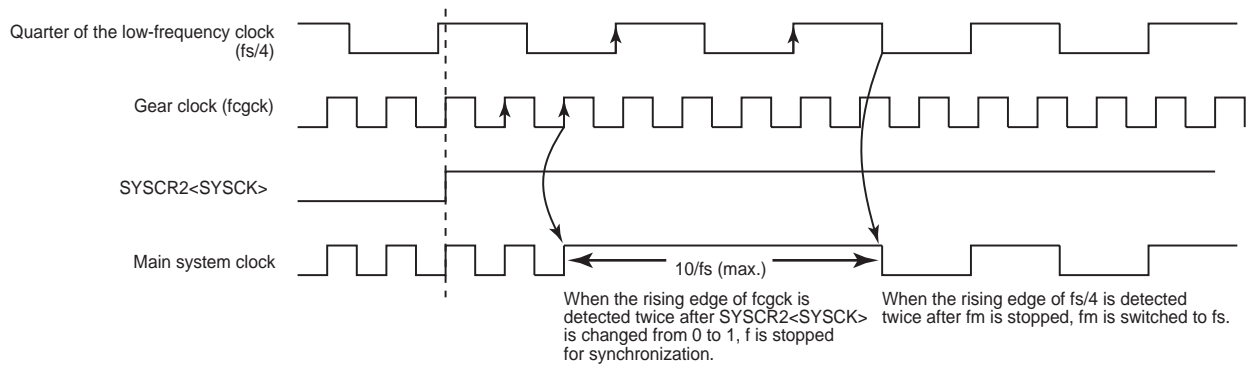 Quarter of the low-frequency clock
(fs/4)
Gear clock (fcgck)
SYSCR2<SYSCK>
Main system clock
10/fs (max.)
When the rising edge of fcgck is
detected twice after SYSCR2<SYSCK>
is changed from 0 to 1, f is stopped
for synchronization.
When the rising edge of fs/4 is detected
twice after fm is stopped, fm is switched to fs.